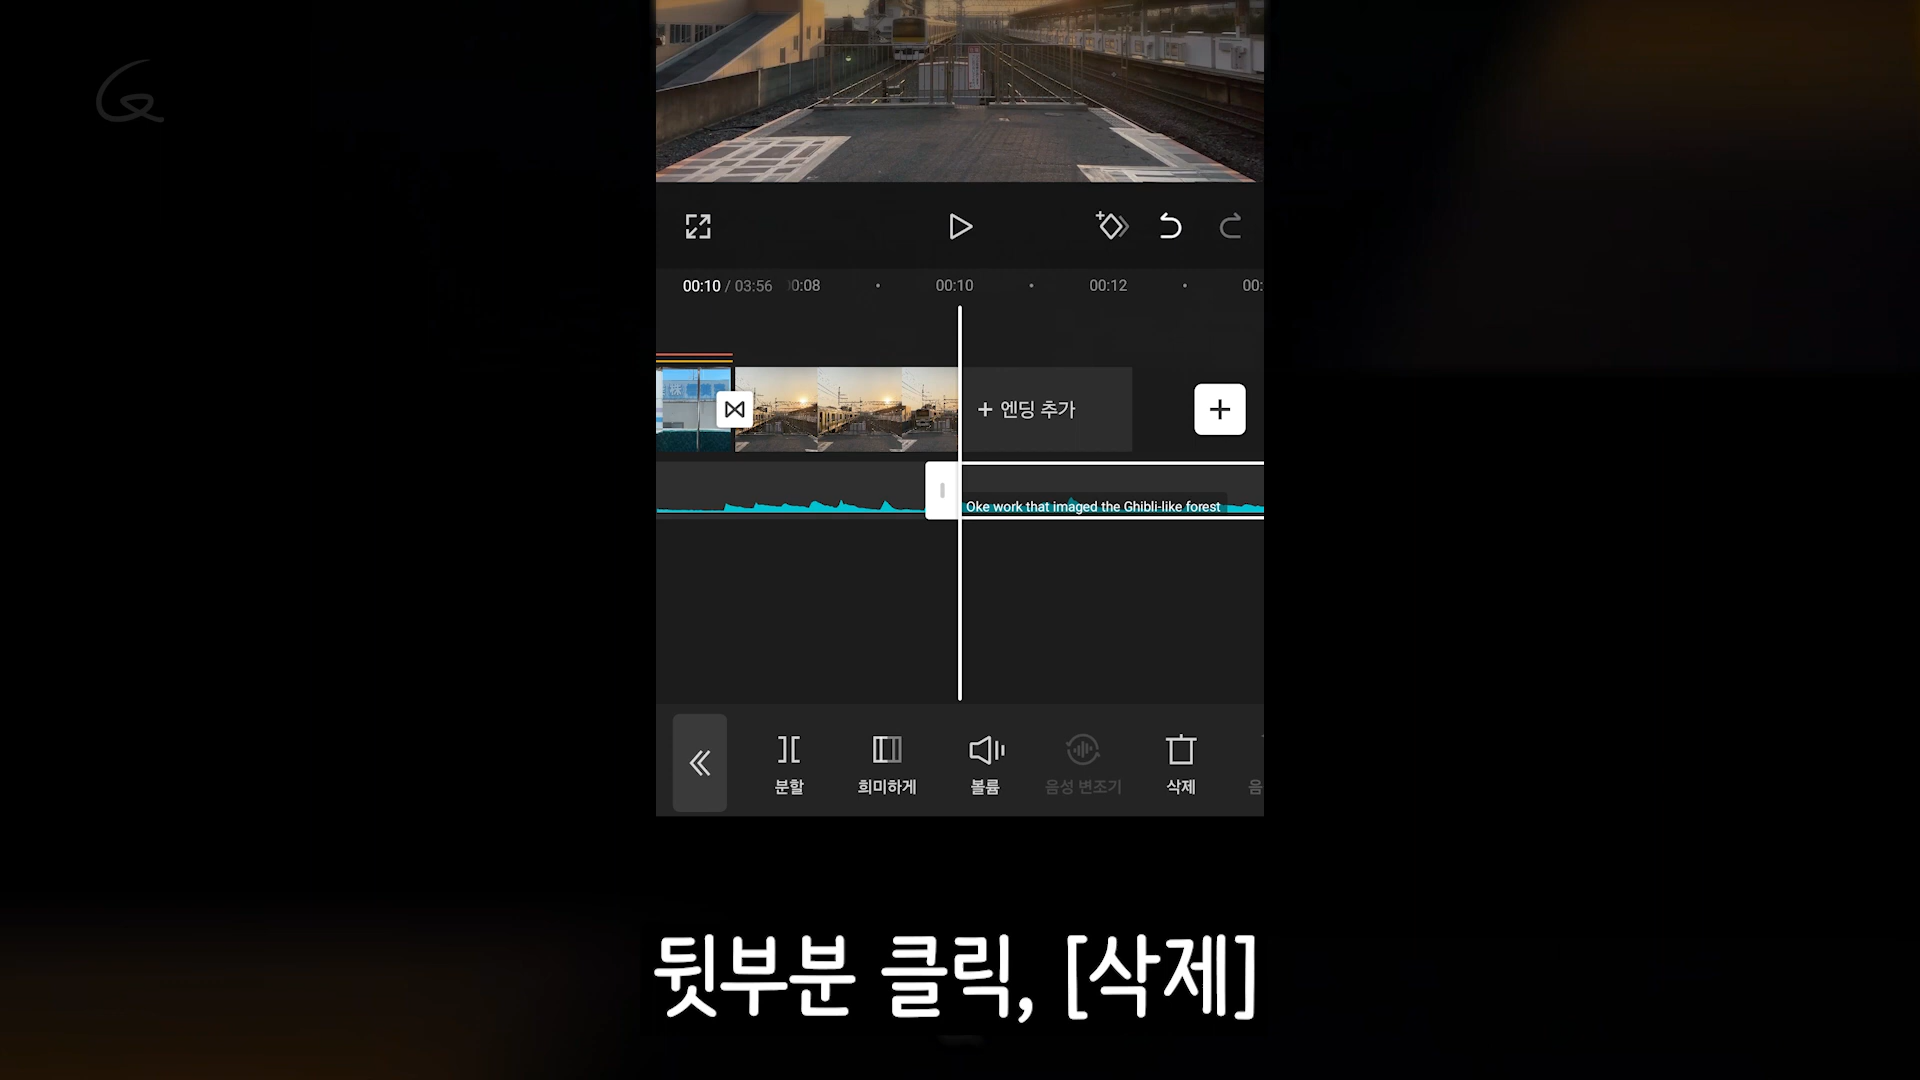 00:10 / 03:56 0:08 00:10 00:12 00:
+ 엔딩 추가
Oke work that imaged the Ghibli-like forest
분할 희미하게 볼륨 음성 변조기 삭제 음
뒷부분 클릭, [삭제]